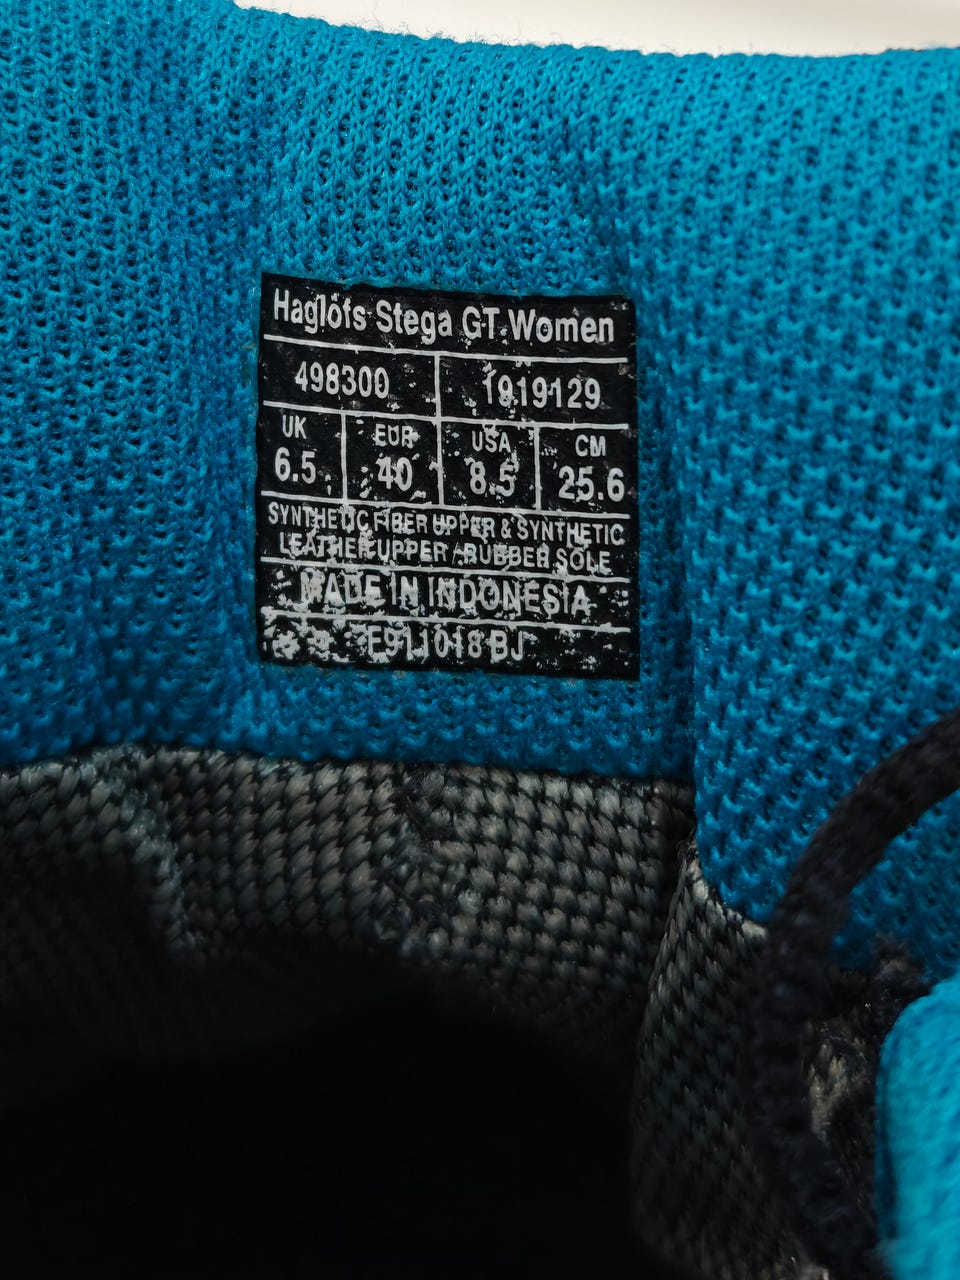 Haglöfs Stega GT Women
498300 1919129
UK EUR USA CM
6.5 40 8.5 25.6
SYNTHETIC FIBER UPPER & SYNTHETIC
LEATHER UPPER / RUBBER SOLE
MADE IN INDONESIA
F911018 BJ